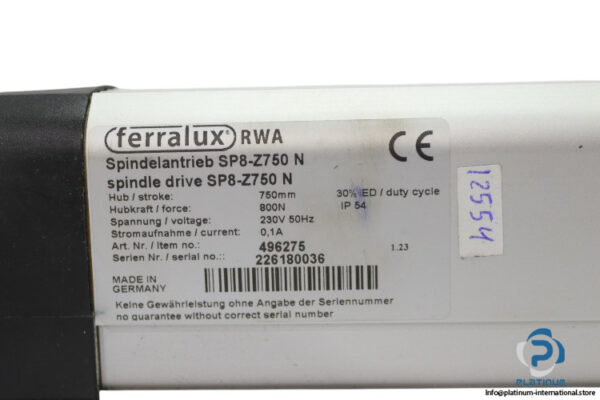 ferralux® RWA
CE
Spindelantrieb SP8-Z750 N
spindle drive SP8-Z750 N
Hub / stroke: 750mm 30% ED / duty cycle
Hubkraft / force: 800N IP 54
Spannung / voltage: 230V 50Hz
Stromaufnahme / current: 0,1A
Art. Nr. / Item no.: 496275 1.23
Serien Nr. / serial no.: 226180036
MADE IN
GERMANY
Keine Gewährleistung ohne Angabe der Seriennummer
no guarantee without correct serial number
12554
PLATINUM
info@platinum-international.store